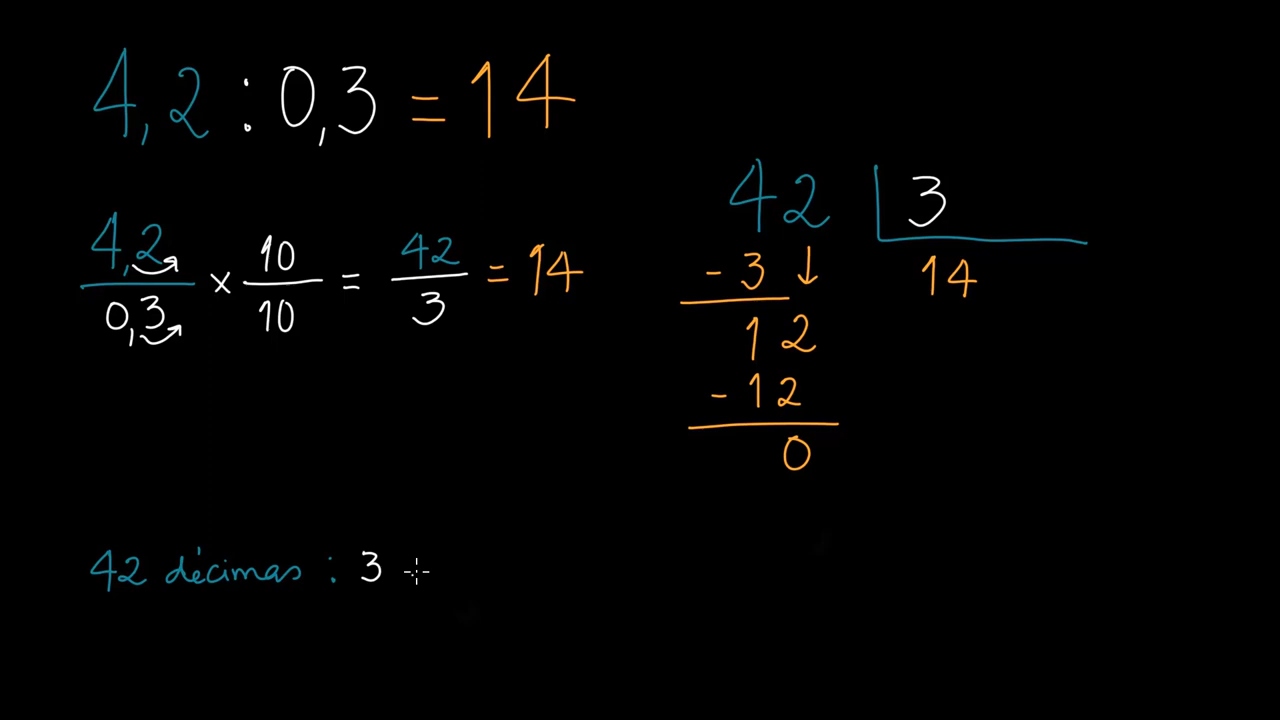 4,2 : 0,3 = 14
4,2 / 0,3 × 10 / 10 = 42 / 3 = 14
42 3
- 3 ↓ 14
12
- 12
0
42 décimas : 3